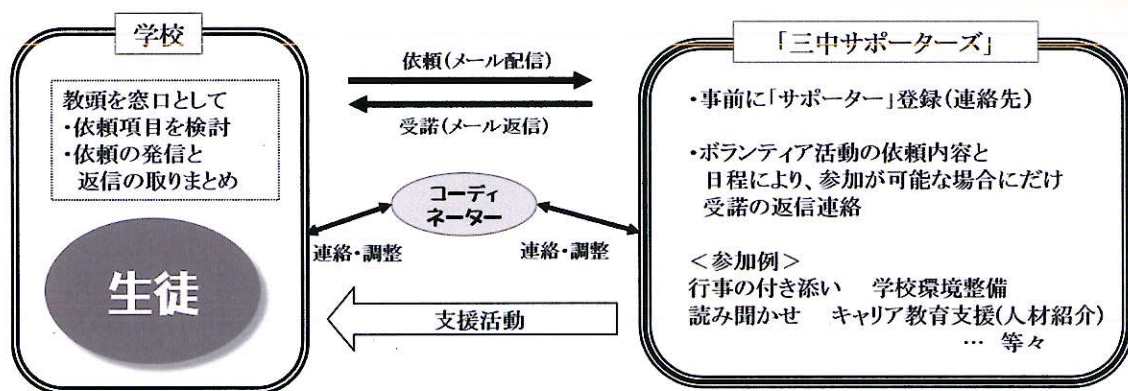 学校
教頭を窓口として
・依頼項目を検討
・依頼の発信と
返信の取りまとめ
生徒
依頼(メール配信)
受諾(メール返信)
コーディ
ネーター
連絡・調整
連絡・調整
支援活動
「三中サポーターズ」
・事前に「サポーター」登録(連絡先)
・ボランティア活動の依頼内容と
日程により、参加が可能な場合にだけ
受諾の返信連絡
＜参加例＞
行事の付き添い　学校環境整備
読み聞かせ　キャリア教育支援(人材紹介)
… 等々